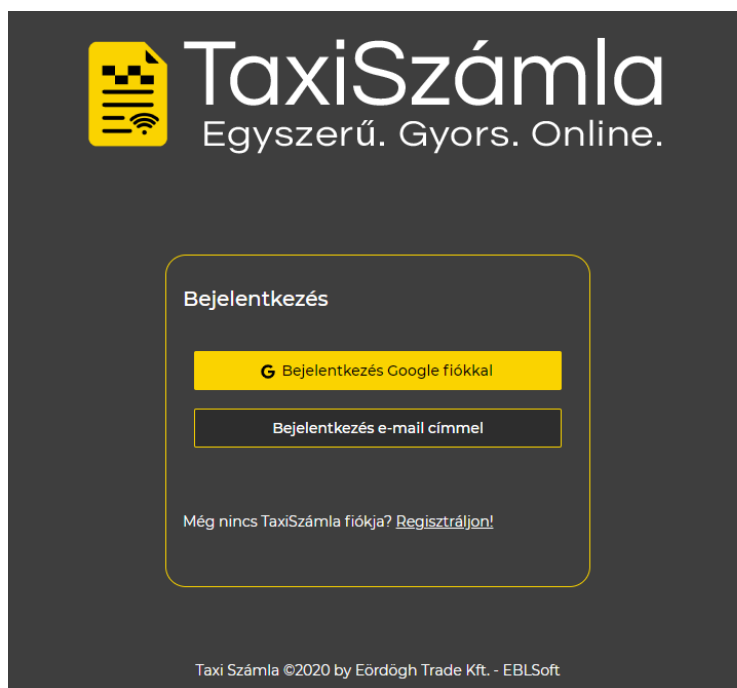 TaxiSzámla
Egyszerű. Gyors. Online.
Bejelentkezés
G Bejelentkezés Google fiókkal
Bejelentkezés e-mail címmel
Még nincs TaxiSzámla fiókja? Regisztráljon!
Taxi Számla ©2020 by Eördögh Trade Kft. - EBLSoft